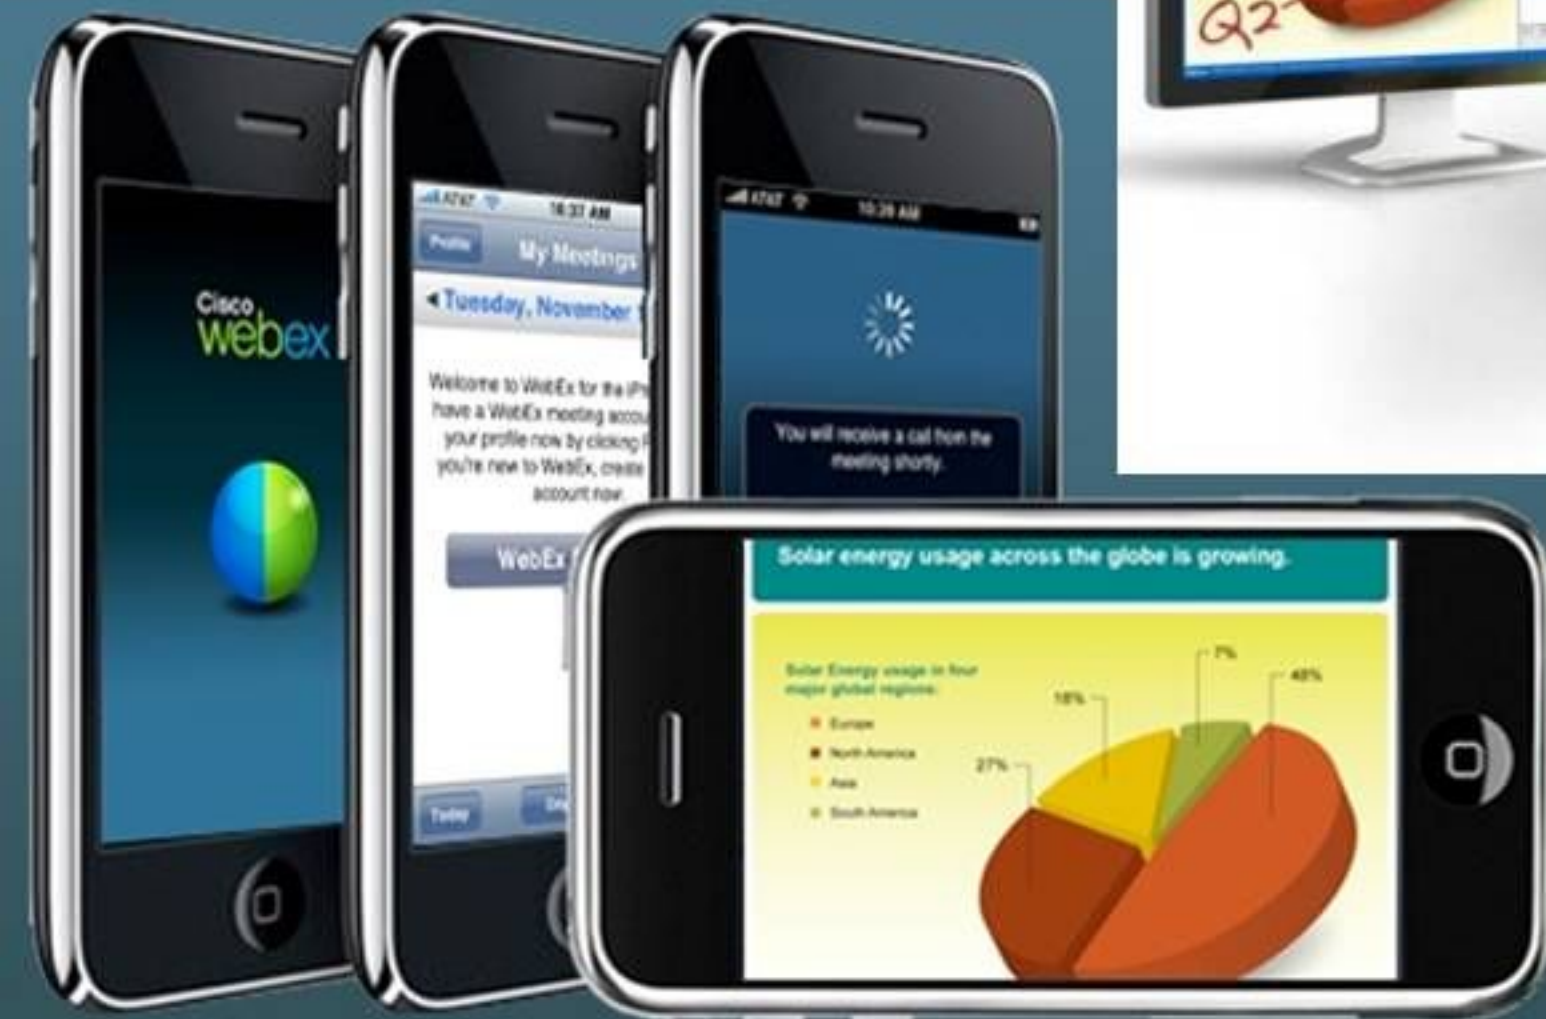 Q2
Cisco
webex
AT&T
My Meetings
Profile
Tuesday, November
Welcome to WebEx for the
have a WebEx meeting
your profile now by clicking
you're new to WebEx, create
account now.
WebEx
Today
AT&T
10:39 AM
You will receive a call from the
meeting shortly.
Solar energy usage across the globe is growing.
Solar Energy usage in four
major global regions:
Europe
North America
Asia
South America
27%
18%
7%
48%